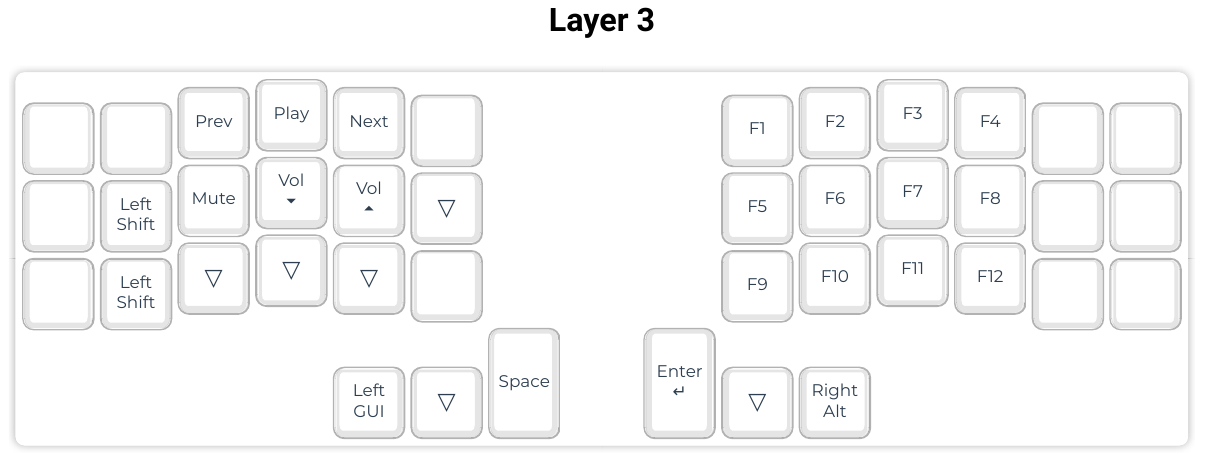 Layer 3
Prev
Play
Next
F1
F2
F3
F4
Left
Shift
Mute
Vol
Vol
F5
F6
F7
F8
Left
Shift
F9
F10
F11
F12
Left
GUI
Space
Enter
↵
Right
Alt